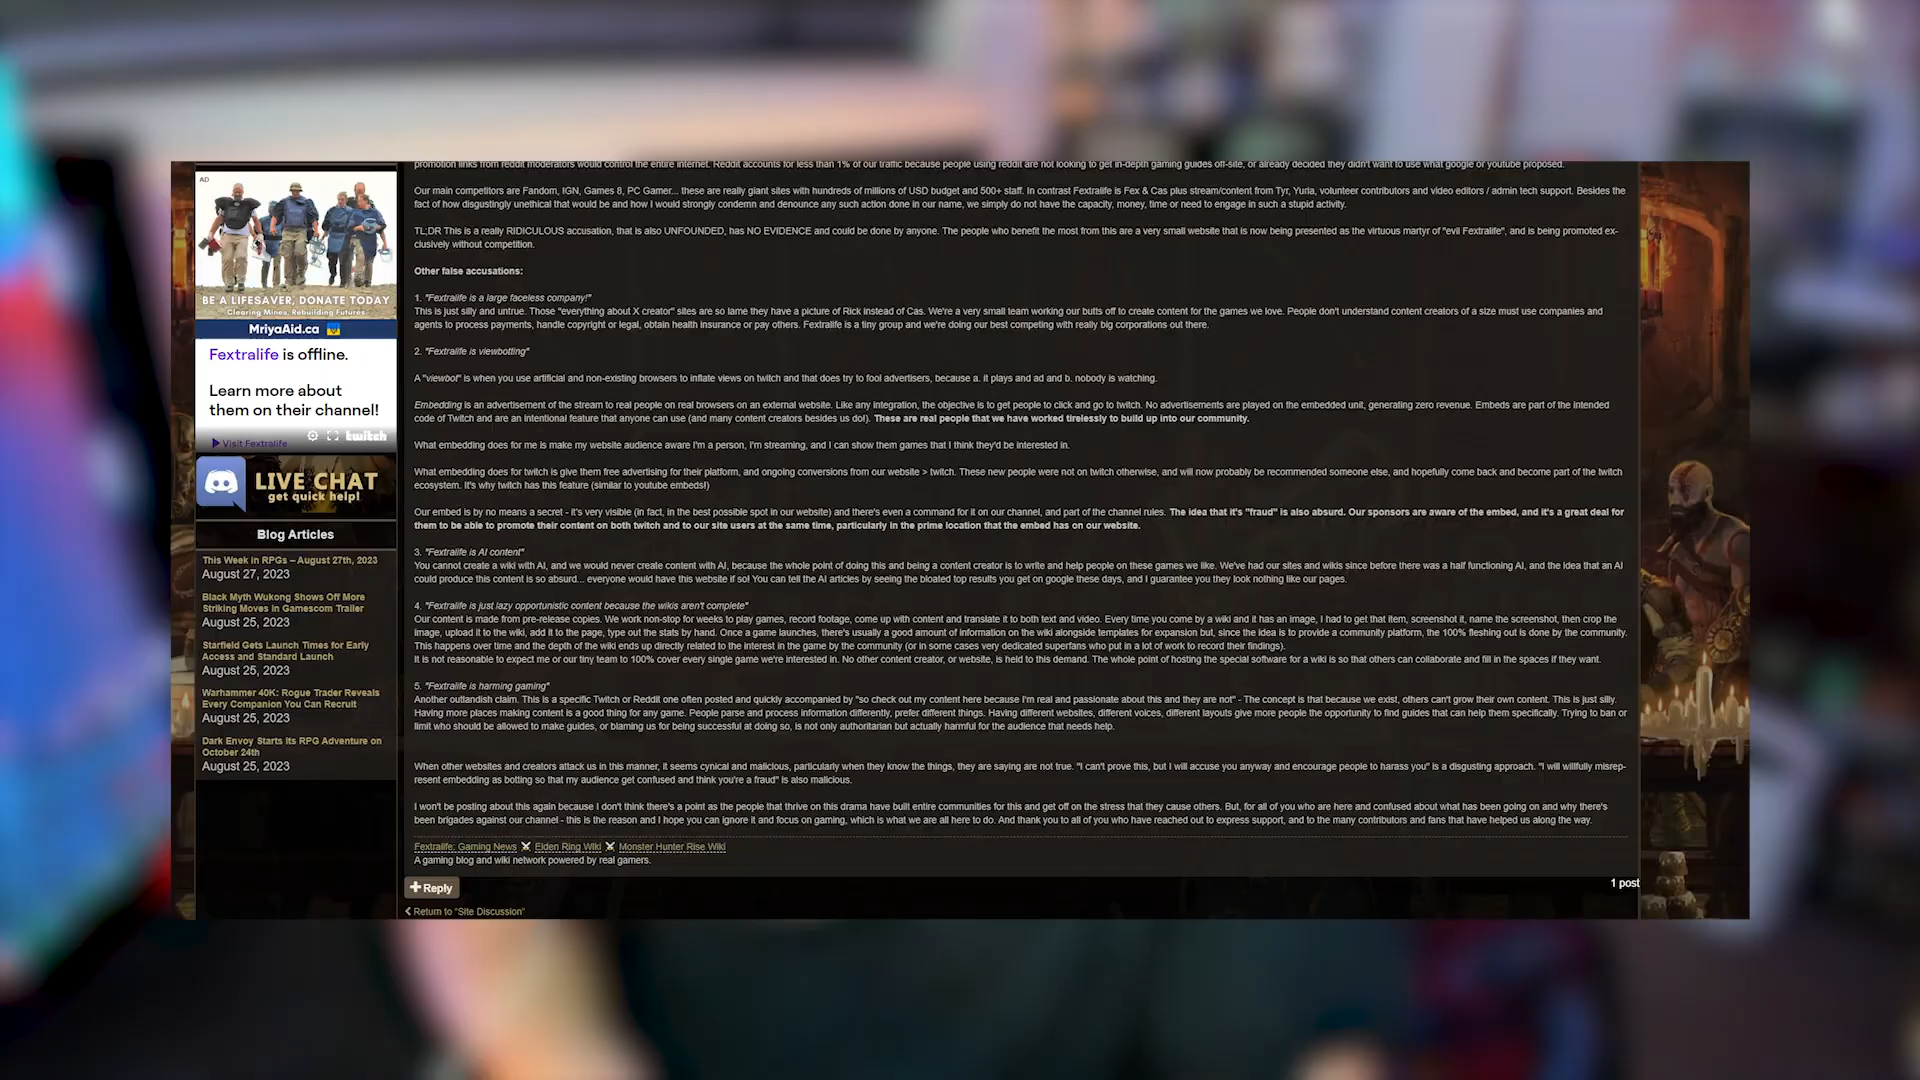 promotion links from reddit moderators would control the entire internet. Reddit accounts for less than 1% of our traffic because people using reddit are not looking to get in-depth gaming guides off-site, or already decided they didn't want to use what google or youtube proposed.
Our main competitors are Fandom, IGN, Games 8, PC Gamer... these are really giant sites with hundreds of millions of USD budget and 500+ staff. In contrast Fextralife is Fex & Cas plus stream/content from Tyr, Yuria, volunteer contributors and video editors / admin tech support. Besides the
fact of how disgustingly unethical that would be and how I would strongly condemn and denounce any such action done in our name, we simply do not have the capacity, money, time or need to engage in such a stupid activity.
TL;DR This is a really RIDICULOUS accusation, that is also UNFOUNDED, has NO EVIDENCE and could be done by anyone. The people who benefit the most from this are a very small website that is now being presented as the virtuous martyr of "evil Fextralife", and is being promoted ex-
clusively without competition.
Other false accusations:
1. "Fextralife is a large faceless company!"
This is just silly and untrue. Those "everything about X creator" sites are so lame they have a picture of Rick instead of Cas. We're a very small team working our butts off to create content for the games we love. People don't understand content creators of a size must use companies and
agents to process payments, handle copyright or legal, obtain health insurance or pay others. Fextralife is a tiny group and we're doing our best competing with really big corporations out there.
2. "Fextralife is viewbotting"
A "viewbot" is when you use artificial and non-existing browsers to inflate views on twitch and that does try to fool advertisers, because a. it plays and ad and b. nobody is watching.
Embedding is an advertisement of the stream to real people on real browsers on an external website. Like any integration, the objective is to get people to click and go to twitch. No advertisements are played on the embedded unit, generating zero revenue. Embeds are part of the intended
code of Twitch and are an intentional feature that anyone can use (and many content creators besides us do!). These are real people that we have worked tirelessly to build up into our community.
What embedding does for me is make my website audience aware I'm a person, I'm streaming, and I can show them games that I think they'd be interested in.
What embedding does for twitch is give them free advertising for their platform, and ongoing conversions from our website > twitch. These new people were not on twitch otherwise, and will now probably be recommended someone else, and hopefully come back and become part of the twitch
ecosystem. It's why twitch has this feature (similar to youtube embeds!)
Our embed is by no means a secret - it's very visible (in fact, in the best possible spot in our website) and there's even a command for it on our channel, and part of the channel rules. The idea that it's "fraud" is also absurd. Our sponsors are aware of the embed, and it's a great deal for
them to be able to promote their content on both twitch and to our site users at the same time, particularly in the prime location that the embed has on our website.
3. "Fextralife is AI content"
You cannot create a wiki with AI, and we would never create content with AI, because the whole point of doing this and being a content creator is to write and help people on these games we like. We've had our sites and wikis since before there was a half functioning AI, and the idea that an AI
could produce this content is so absurd... everyone would have this website if so! You can tell the AI articles by seeing the bloated top results you get on google these days, and I guarantee you they look nothing like our pages.
4. "Fextralife is just lazy opportunistic content because the wikis aren't complete"
Our content is made from pre-release copies. We work non-stop for weeks to play games, record footage, come up with content and translate it to both text and video. Every time you come by a wiki and it has an image, I had to get that item, screenshot it, name the screenshot, then crop the
image, upload it to the wiki, add it to the page, type out the stats by hand. Once a game launches, there's usually a good amount of information on the wiki alongside templates for expansion but, since the idea is to provide a community platform, the 100% fleshing out is done by the community.
This happens over time and the depth of the wiki ends up directly related to the interest in the game by the community (or in some cases very dedicated superfans who put in a lot of work to record their findings).
It is not reasonable to expect me or our tiny team to 100% cover every single game we're interested in. No other content creator, or website, is held to this demand. The whole point of hosting the special software for a wiki is so that others can collaborate and fill in the spaces if they want.
5. "Fextralife is harming gaming"
Another outlandish claim. This is a specific Twitch or Reddit one often posted and quickly accompanied by "so check out my content here because I'm real and passionate about this and they are not" - The concept is that because we exist, others can't grow their own content. This is just silly.
Having more places making content is a good thing for any game. People parse and process information differently, prefer different things. Having different websites, different voices, different layouts give more people the opportunity to find guides that can help them specifically. Trying to ban or
limit who should be allowed to make guides, or blaming us for being successful at doing so, is not only authoritarian but actually harmful for the audience that needs help.
When other websites and creators attack us in this manner, it seems cynical and malicious, particularly when they know the things, they are saying are not true. "I can't prove this, but I will accuse you anyway and encourage people to harass you" is a disgusting approach. "I will willfully misrep-
resent embedding as botting so that my audience get confused and think you're a fraud" is also malicious.
I won't be posting about this again because I don't think there's a point as the people that thrive on this drama have built entire communities for this and get off on the stress that they cause others. But, for all of you who are here and confused about what has been going on and why there's
been brigades against our channel - this is the reason and I hope you can ignore it and focus on gaming, which is what we are all here to do. And thank you to all of you who have reached out to express support, and to the many contributors and fans that have helped us along the way.
Fextralife: Gaming News Elden Ring Wiki Monster Hunter Rise Wiki
A gaming blog and wiki network powered by real gamers.
Reply
1 post
Return to "Site Discussion"
AD
BE A LIFESAVER, DONATE TODAY
Clearing Mines, Rebuilding Futures
MriyaAid.ca
Fextralife is offline.
Learn more about
them on their channel!
Visit Fextralife
twitch
LIVE CHAT
get quick help!
Blog Articles
This Week in RPGs – August 27th, 2023
August 27, 2023
Black Myth Wukong Shows Off More
Striking Moves in Gamescom Trailer
August 25, 2023
Starfield Gets Launch Times for Early
Access and Standard Launch
August 25, 2023
Warhammer 40K: Rogue Trader Reveals
Every Companion You Can Recruit
August 25, 2023
Dark Envoy Starts Its RPG Adventure on
October 24th
August 25, 2023